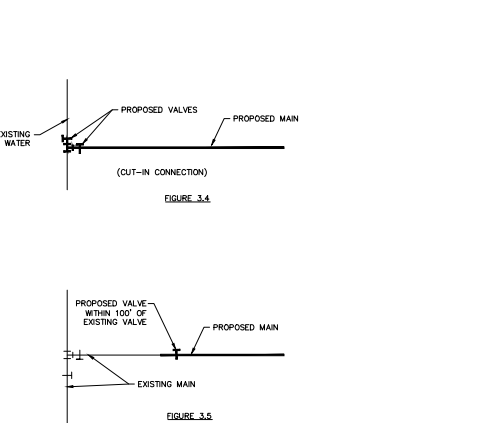 PROPOSED VALVES
PROPOSED MAIN
WATER
(CUT-IN CONNECTION)
FIGURE 3.4
PROPOSED VALVE
WITHIN 100' OF
EXISTING VALVE
PROPOSED MAIN
EXISTING MAIN
FIGURE 3.5